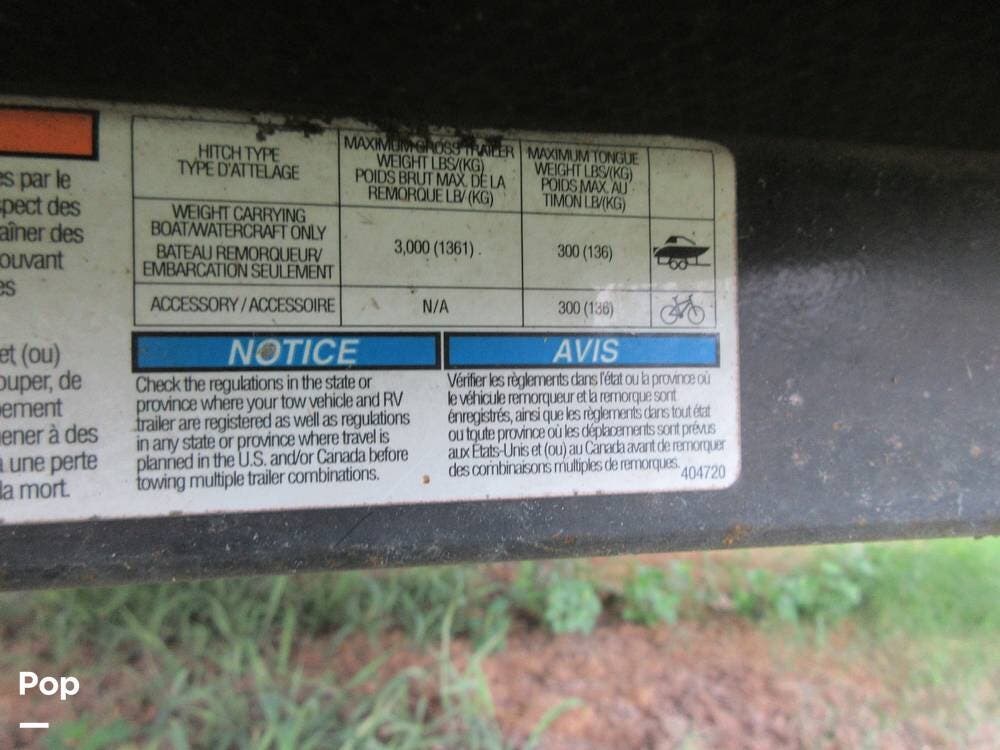 es par le
spect des
aîner des
ouvant
es
et (ou)
ouper, de
pement
ener à des
à une perte
la mort.
HITCH TYPE
TYPE D'ATTELAGE
MAXIMUM GROSS TRAILER
WEIGHT LBS/(KG)
POIDS BRUT MAX. DE LA
REMORQUE LB/ (KG)
MAXIMUM TONGUE
WEIGHT LBS/(KG)
POIDS MAX. AU
TIMON LB/(KG)
WEIGHT CARRYING
BOAT/WATERCRAFT ONLY
BATEAU REMORQUEUR/
EMBARCATION SEULEMENT
3,000 (1361)
300 (136)
ACCESSORY / ACCESSOIRE
N/A
300 (136)
NOTICE
Check the regulations in the state or
province where your tow vehicle and RV
trailer are registered as well as regulations
in any state or province where travel is
planned in the U.S. and/or Canada before
towing multiple trailer combinations.
AVIS
Vérifier les règlements dans l'état ou la province où
le véhicule remorqueur et la remorque sont
énregistrés, ainsi que les règlements dans tout état
ou toute province où les déplacements sont prévus
aux États-Unis et (ou) au Canada avant de remorquer
des combinaisons multiples de remorques.
404720
Pop